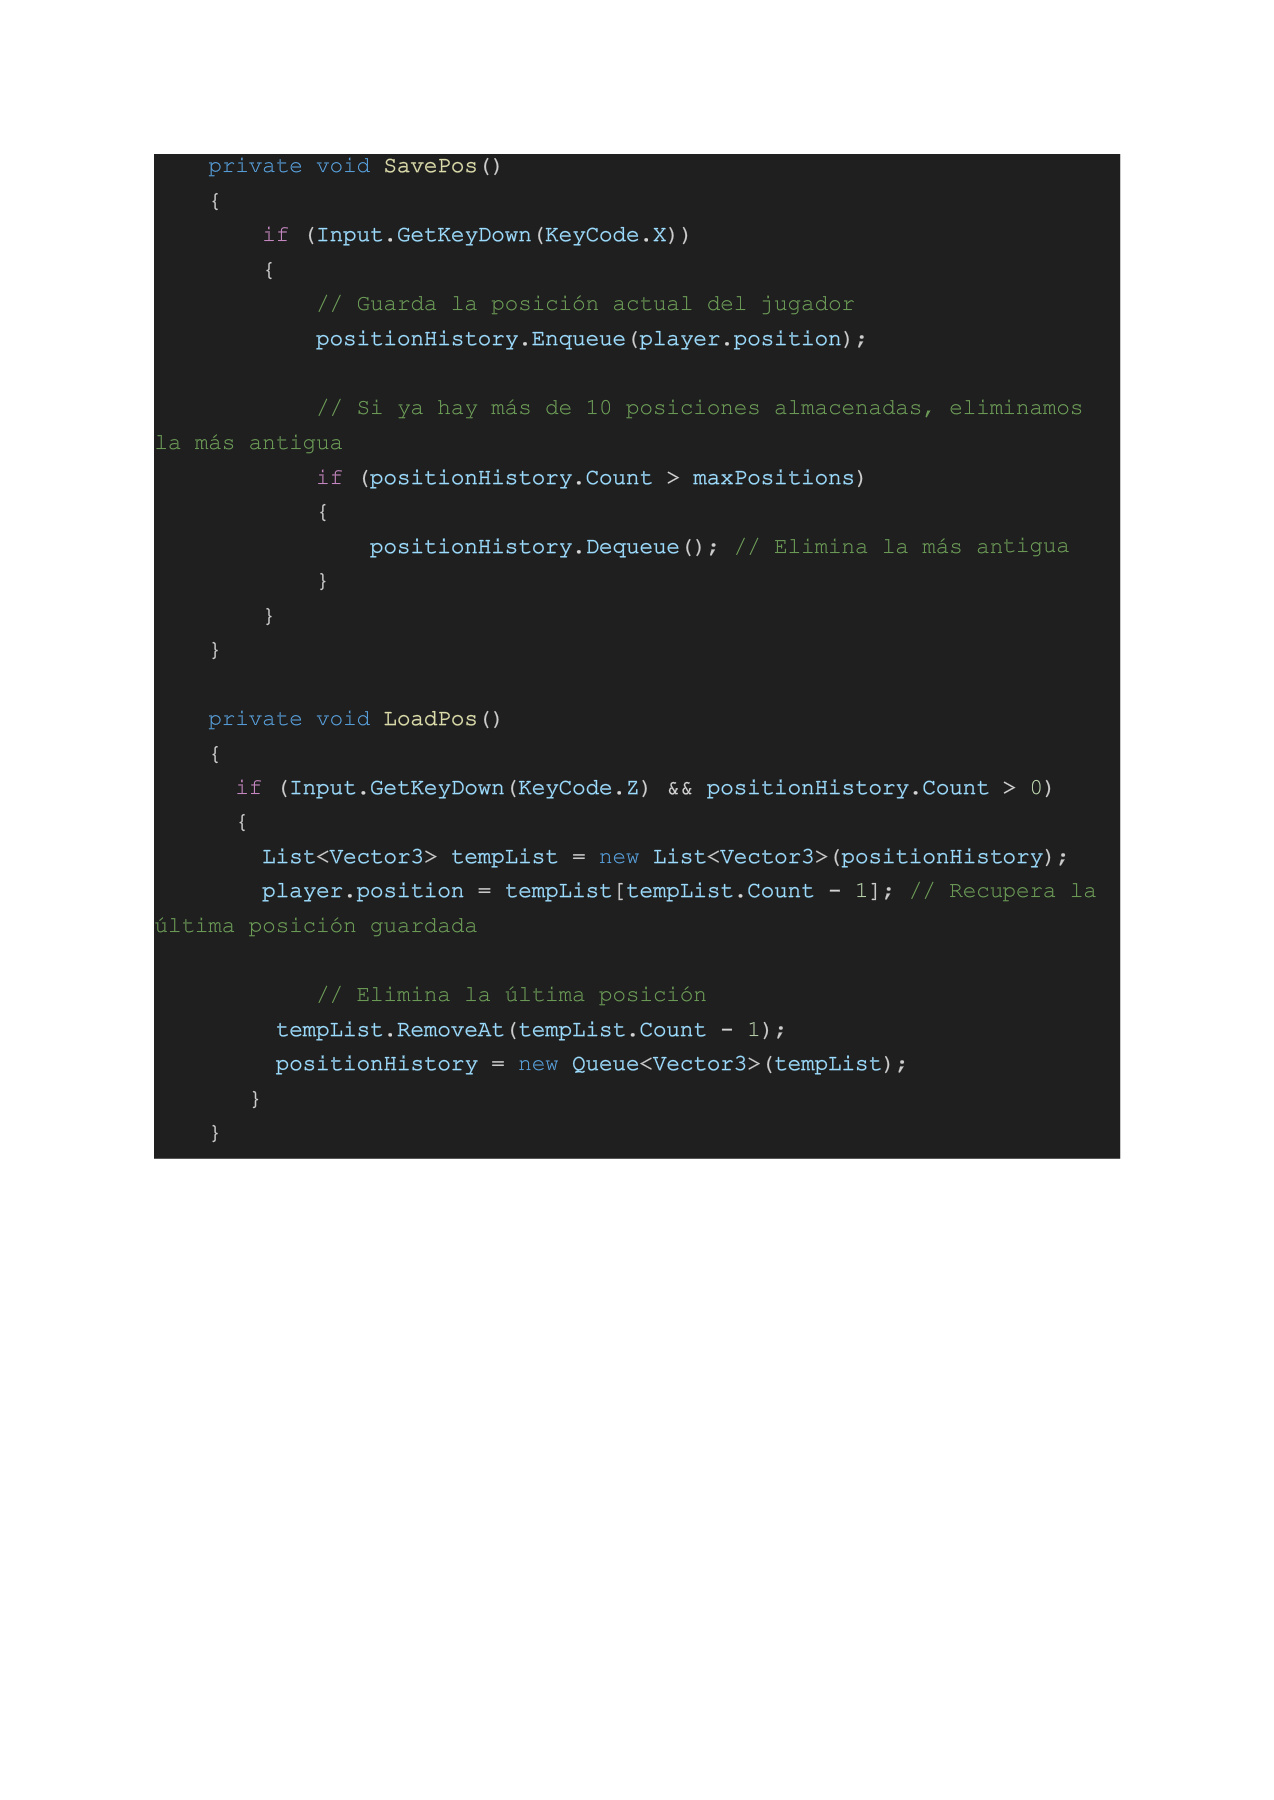 private void SavePos()
{
if (Input.GetKeyDown(KeyCode.X))
{
// Guarda la posición actual del jugador
positionHistory.Enqueue(player.position);
// Si ya hay más de 10 posiciones almacenadas, eliminamos
la más antigua
if (positionHistory.Count > maxPositions)
{
positionHistory.Dequeue(); // Elimina la más antigua
}
}
}
private void LoadPos()
{
if (Input.GetKeyDown(KeyCode.Z) && positionHistory.Count > 0)
{
List<Vector3> tempList = new List<Vector3>(positionHistory);
player.position = tempList[tempList.Count - 1]; // Recupera la
última posición guardada
// Elimina la última posición
tempList.RemoveAt(tempList.Count - 1);
positionHistory = new Queue<Vector3>(tempList);
}
}